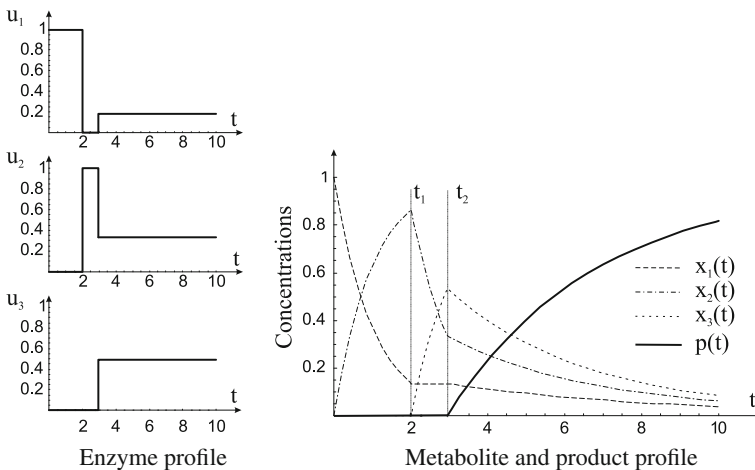 u1
1
0.8
0.6
0.4
0.2
2 4 6 8 10
t
u2
1
0.8
0.6
0.4
0.2
2 4 6 8 10
t
u3
1
0.8
0.6
0.4
0.2
2 4 6 8 10
t
Enzyme profile
Concentrations
1
0.8
0.6
0.4
0.2
t1 t2
x1(t)
x2(t)
x3(t)
p(t)
2 4 6 8 10
t
Metabolite and product profile